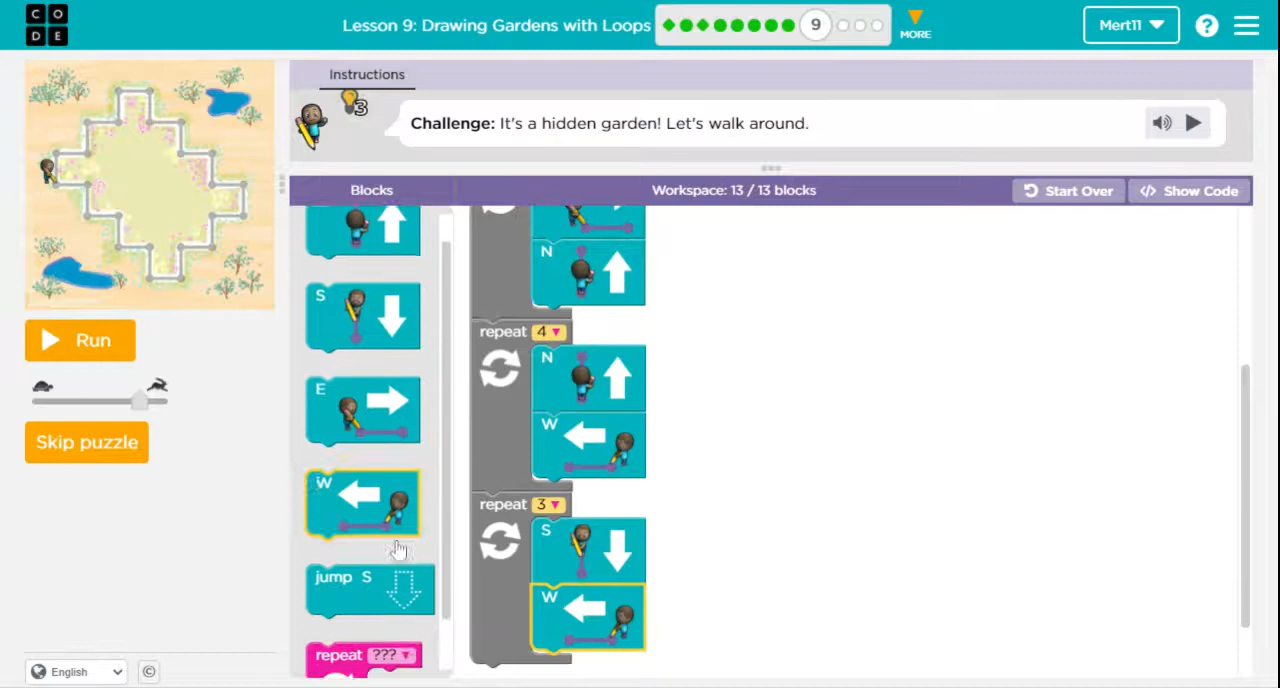 C O
D E
Lesson 9: Drawing Gardens with Loops
9
MORE
Mert11
?
Instructions
3
Challenge: It's a hidden garden! Let's walk around.
Blocks
Workspace: 13 / 13 blocks
Start Over
</> Show Code
N
S
repeat 4
Run
N
E
W
Skip puzzle
W
repeat 3
S
jump S
W
repeat ???
English
©